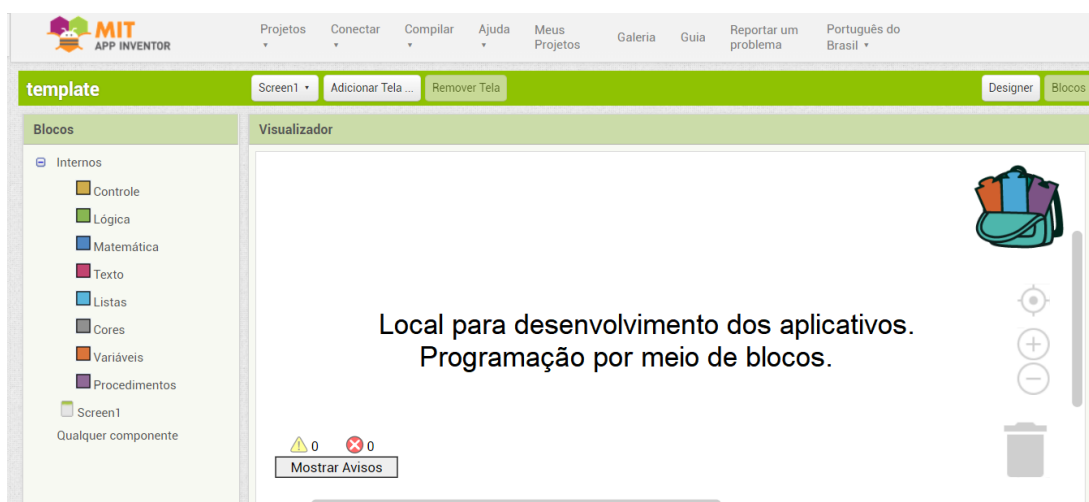 MIT
APP INVENTOR
Projetos
Conectar
Compilar
Ajuda
Meus
Projetos
Galeria
Guia
Reportar um
problema
Português do
Brasil
template
Screen1
Adicionar Tela ...
Remover Tela
Designer
Blocos
Blocos
Visualizador
Internos
Controle
Lógica
Matemática
Texto
Listas
Cores
Variáveis
Procedimentos
Screen1
Qualquer componente
Local para desenvolvimento dos aplicativos.
Programação por meio de blocos.
0
0
Mostrar Avisos